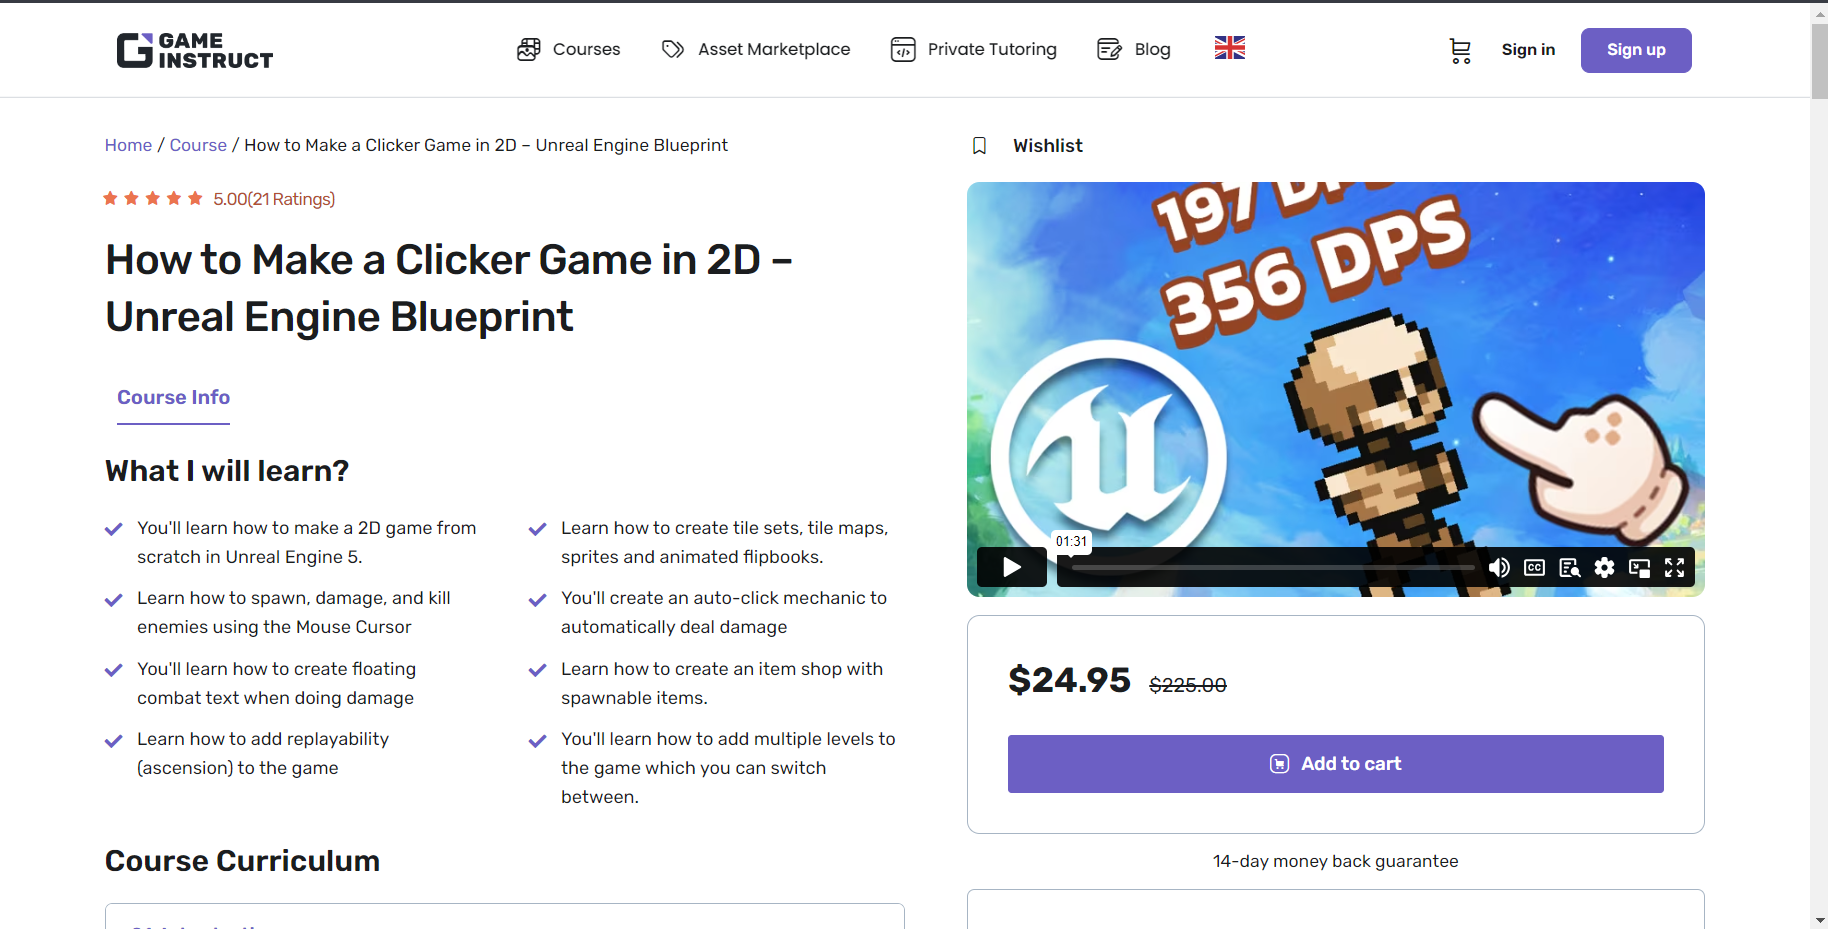 GAME
INSTRUCT
Courses
Asset Marketplace
Private Tutoring
Blog
Sign in
Sign up
Home / Course / How to Make a Clicker Game in 2D – Unreal Engine Blueprint
5.00(21 Ratings)
How to Make a Clicker Game in 2D –
Unreal Engine Blueprint
Course Info
What I will learn?
You'll learn how to make a 2D game from
scratch in Unreal Engine 5.
Learn how to spawn, damage, and kill
enemies using the Mouse Cursor
You'll learn how to create floating
combat text when doing damage
Learn how to add replayability
(ascension) to the game
Learn how to create tile sets, tile maps,
sprites and animated flipbooks.
You'll create an auto-click mechanic to
automatically deal damage
Learn how to create an item shop with
spawnable items.
You'll learn how to add multiple levels to
the game which you can switch
between.
Course Curriculum
Wishlist
197 DPS
356 DPS
01:31
CC
$24.95 $225.00
Add to cart
14-day money back guarantee